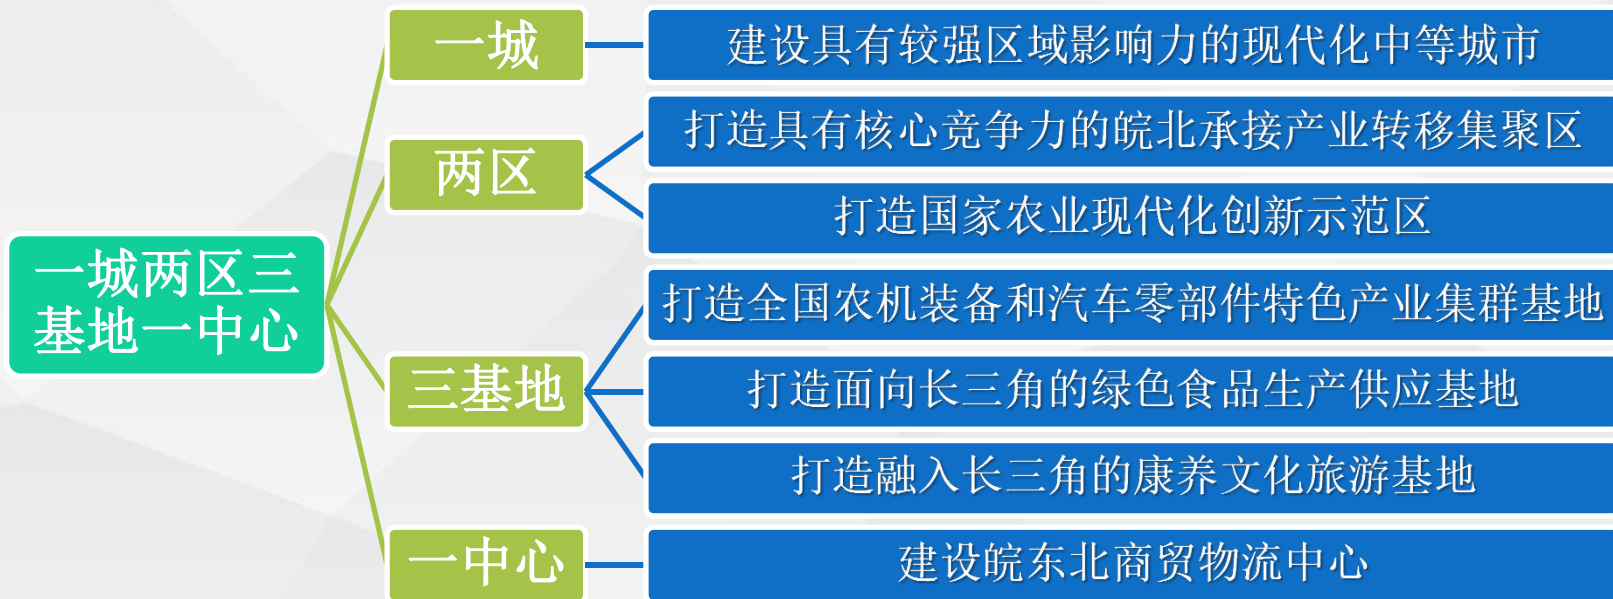 一城两区三
基地一中心
一城
建设具有较强区域影响力的现代化中等城市
两区
打造具有核心竞争力的皖北承接产业转移集聚区
打造国家农业现代化创新示范区
三基地
打造全国农机装备和汽车零部件特色产业集群基地
打造面向长三角的绿色食品生产供应基地
打造融入长三角的康养文化旅游基地
一中心
建设皖东北商贸物流中心